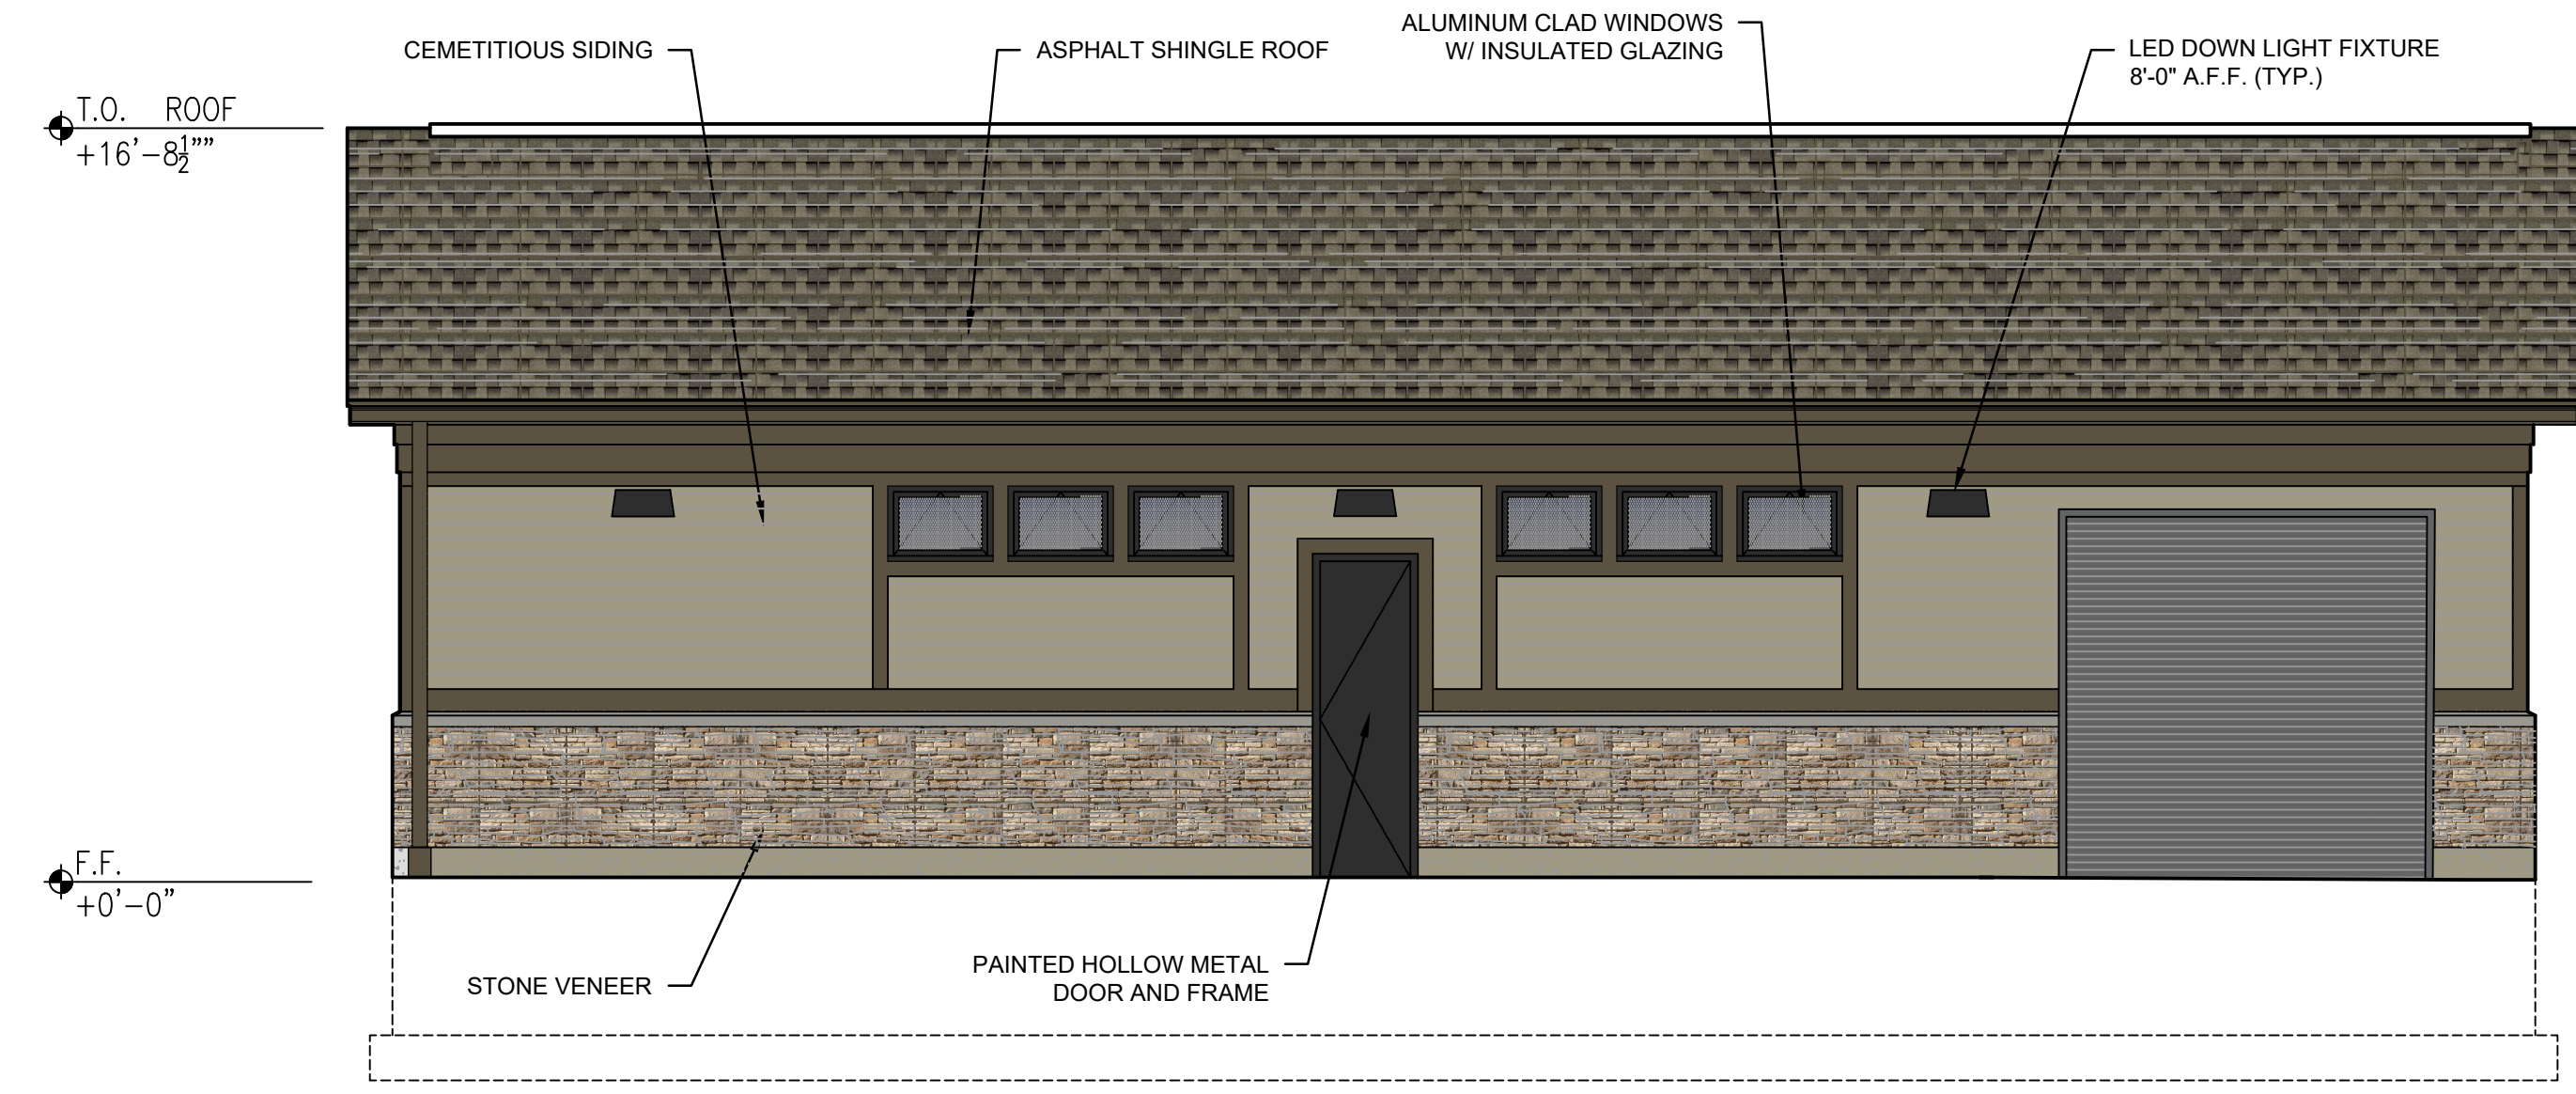 CEMETITIOUS SIDING
ASPHALT SHINGLE ROOF
ALUMINUM CLAD WINDOWS
W/ INSULATED GLAZING
LED DOWN LIGHT FIXTURE
8'-0" A.F.F. (TYP.)
T.O. ROOF
+16'-8½""
F.F.
+0'-0"
STONE VENEER
PAINTED HOLLOW METAL
DOOR AND FRAME